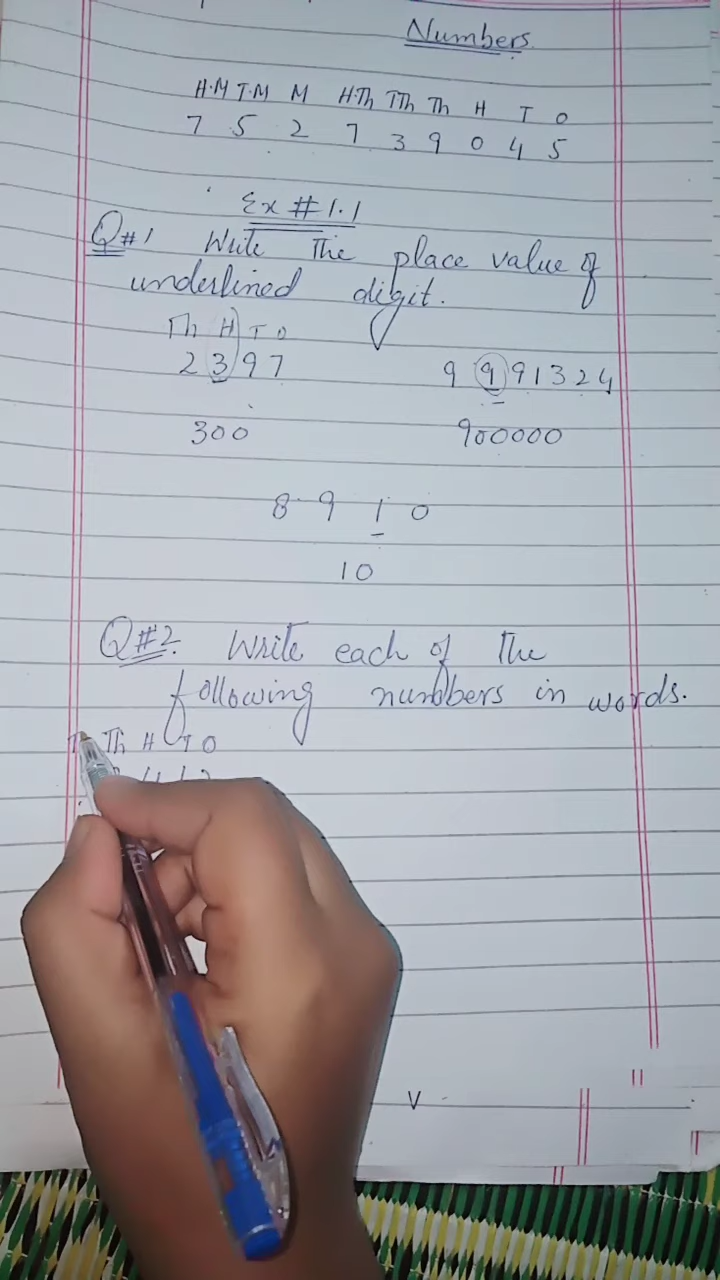 Numbers
H.M T.M M H.Th TTh Th H T O
7 5 2 7 3 9 0 4 5
Ex # 1.1
Q#1 Write The place value of
underlined digit.
Th H T O
2 3 9 7 9 9 9 1 3 2 4
300 900000
8 9 1 0
10
Q#2. Write each of The
following numbers in words.
Th H T O